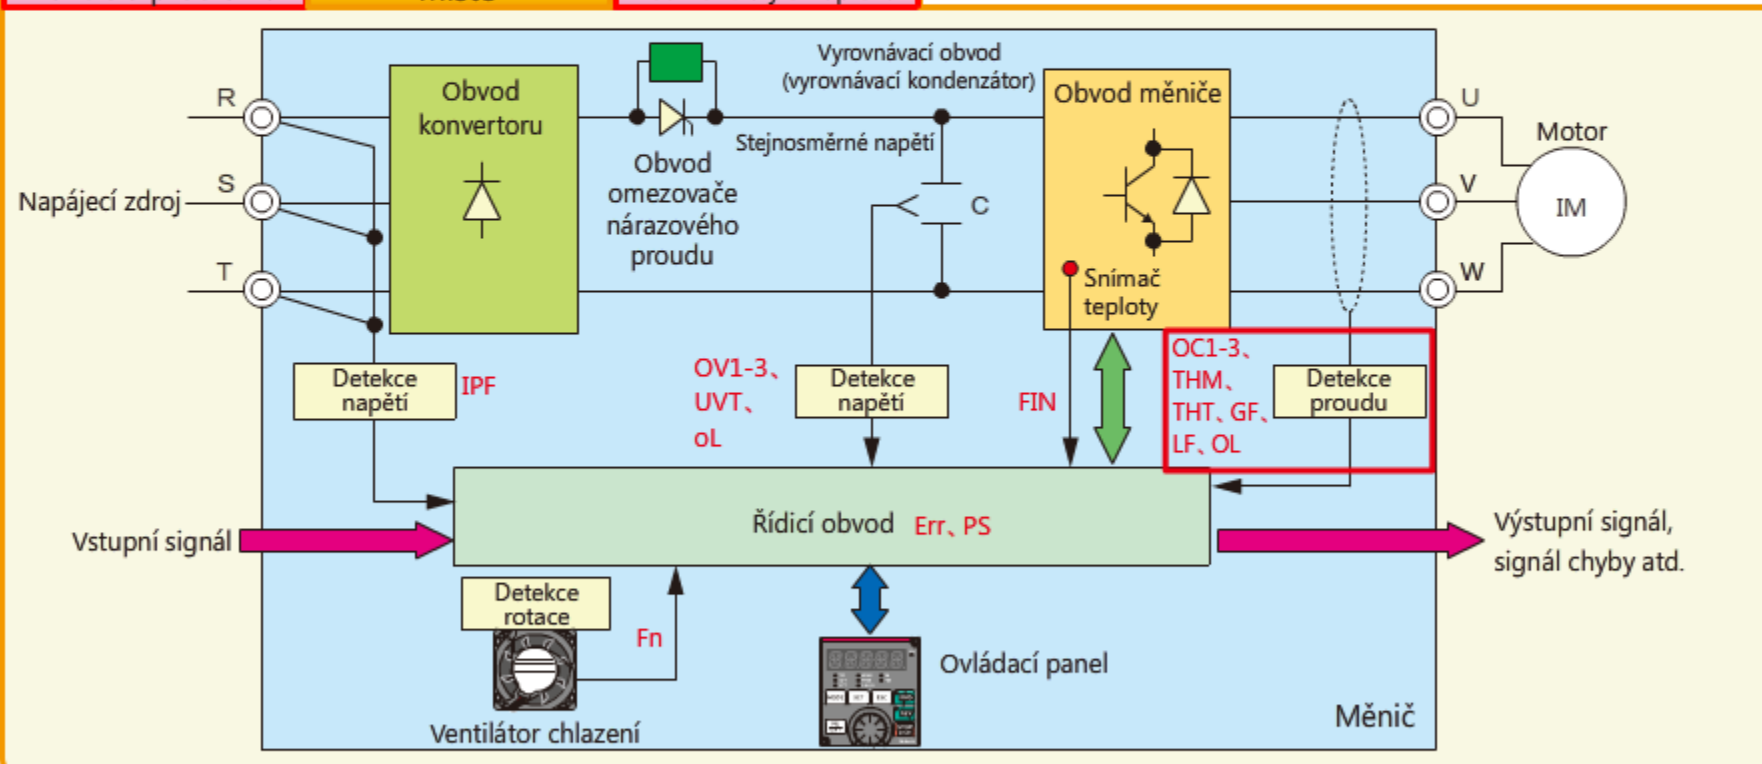 Vyrovnávací obvod
(vyrovnávací kondenzátor)
Obvod
konvertoru
Obvod měniče
R
U
Motor
Stejnosměrné napětí
Obvod
omezovače
nárazového
proudu
Napájecí zdroj
S
C
V
IM
T
W
Snímač
teploty
Detekce
napětí
IPF
OV1-3、
UVT、
oL
Detekce
napětí
FIN
OC1-3、
THM、
THT、GF、
LF、OL
Detekce
proudu
Vstupní signál
Řídicí obvod Err、PS
Výstupní signál,
signál chyby atd.
Detekce
rotace
Fn
Ovládací panel
Ventilátor chlazení
Měnič